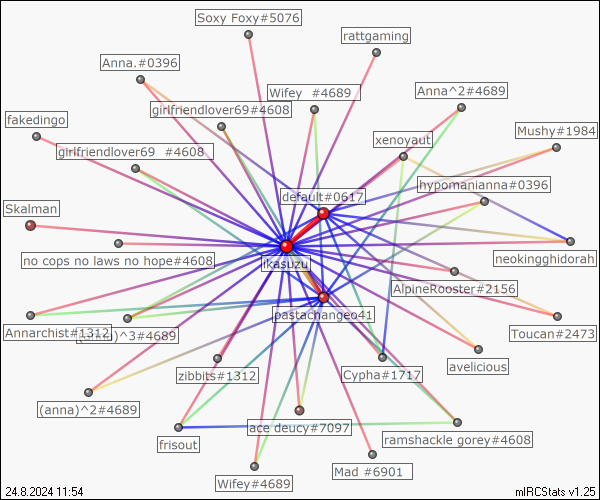 Soxy Foxy#5076
rattgaming
Anna.#0396
Wifey #4689
Anna^2#4689
girlfriendlover69#4608
fakedingo
Mushy#1984
xenoyaut
girlfriendlover69 #4608
hypomanianna#0396
default#0617
Skalman
no cops no laws no hope#4608
ikasuzu
neokingghidorah
AlpineRooster#2156
pastachangeo41
Annarchist#1312
)^3#4689
Toucan#2473
avelicious
zibbits#1312
Cypha#1717
(anna)^2#4689
ace deucy#7097
frisout
ramshackle gorey#4608
Wifey#4689
Mad #6901
24.8.2024 11:54
mIRCStats v1.25